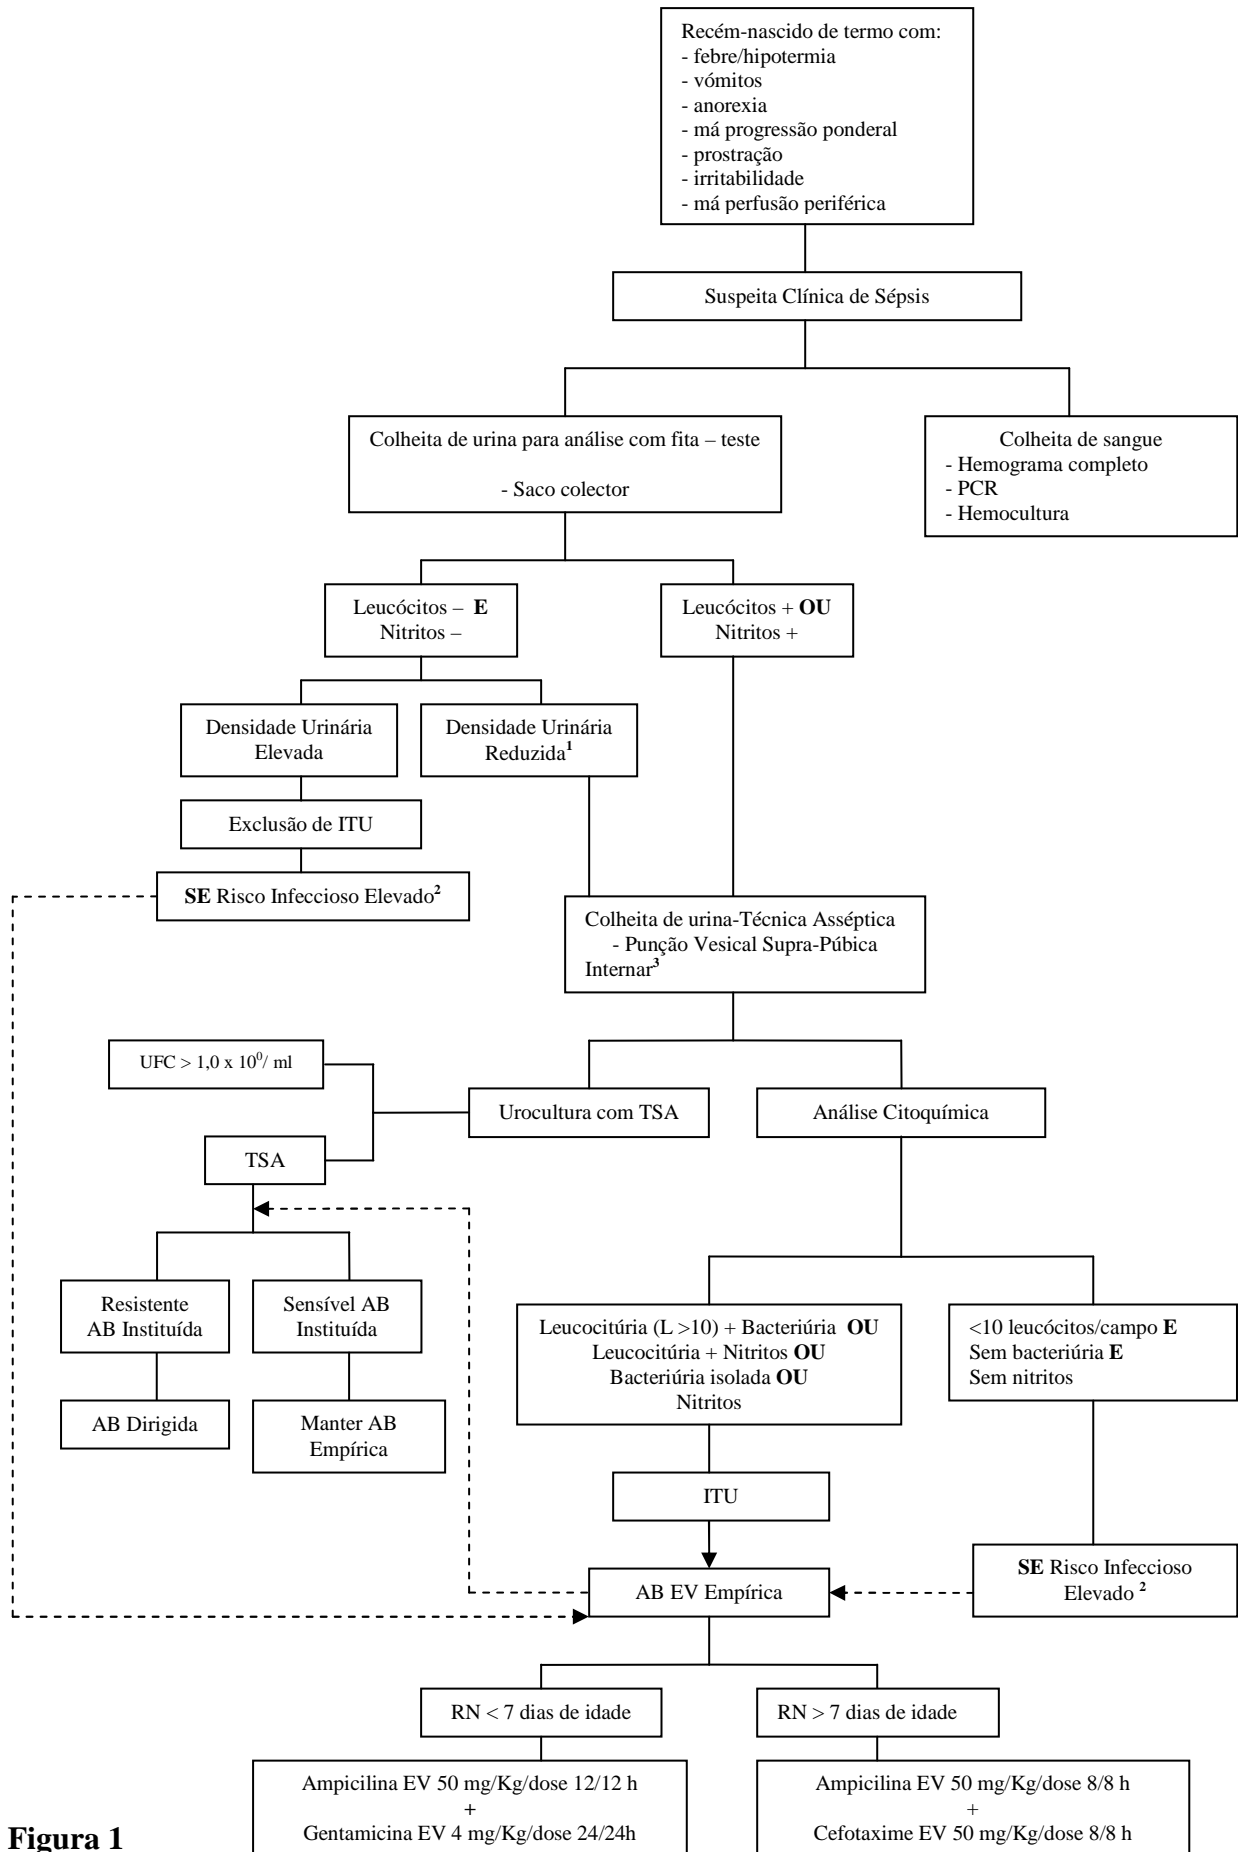 Recém-nascido de termo com:
- febre/hipotermia
- vómitos
- anorexia
- má progressão ponderal
- prostração
- irritabilidade
- má perfusão periférica
Suspeita Clínica de Sépsis
Colheita de urina para análise com fita – teste
- Saco colector
Colheita de sangue
- Hemograma completo
- PCR
- Hemocultura
Leucócitos – E
Nitritos –
Leucócitos + OU
Nitritos +
Densidade Urinária
Elevada
Densidade Urinária
Reduzida¹
Exclusão de ITU
SE Risco Infeccioso Elevado²
Colheita de urina-Técnica Asséptica
- Punção Vesical Supra-Púbica
Internar³
UFC > 1,0 x 10⁰/ ml
Urocultura com TSA
Análise Citoquímica
TSA
Resistente
AB Instituída
Sensível AB
Instituída
Leucocitúria (L >10) + Bacteriúria OU
Leucocitúria + Nitritos OU
Bacteriúria isolada OU
Nitritos
<10 leucócitos/campo E
Sem bacteriúria E
Sem nitritos
AB Dirigida
Manter AB
Empírica
ITU
AB EV Empírica
SE Risco Infeccioso
Elevado ²
RN < 7 dias de idade
RN > 7 dias de idade
Ampicilina EV 50 mg/Kg/dose 12/12 h
+
Gentamicina EV 4 mg/Kg/dose 24/24h
Ampicilina EV 50 mg/Kg/dose 8/8 h
+
Cefotaxime EV 50 mg/Kg/dose 8/8 h
Figura 1